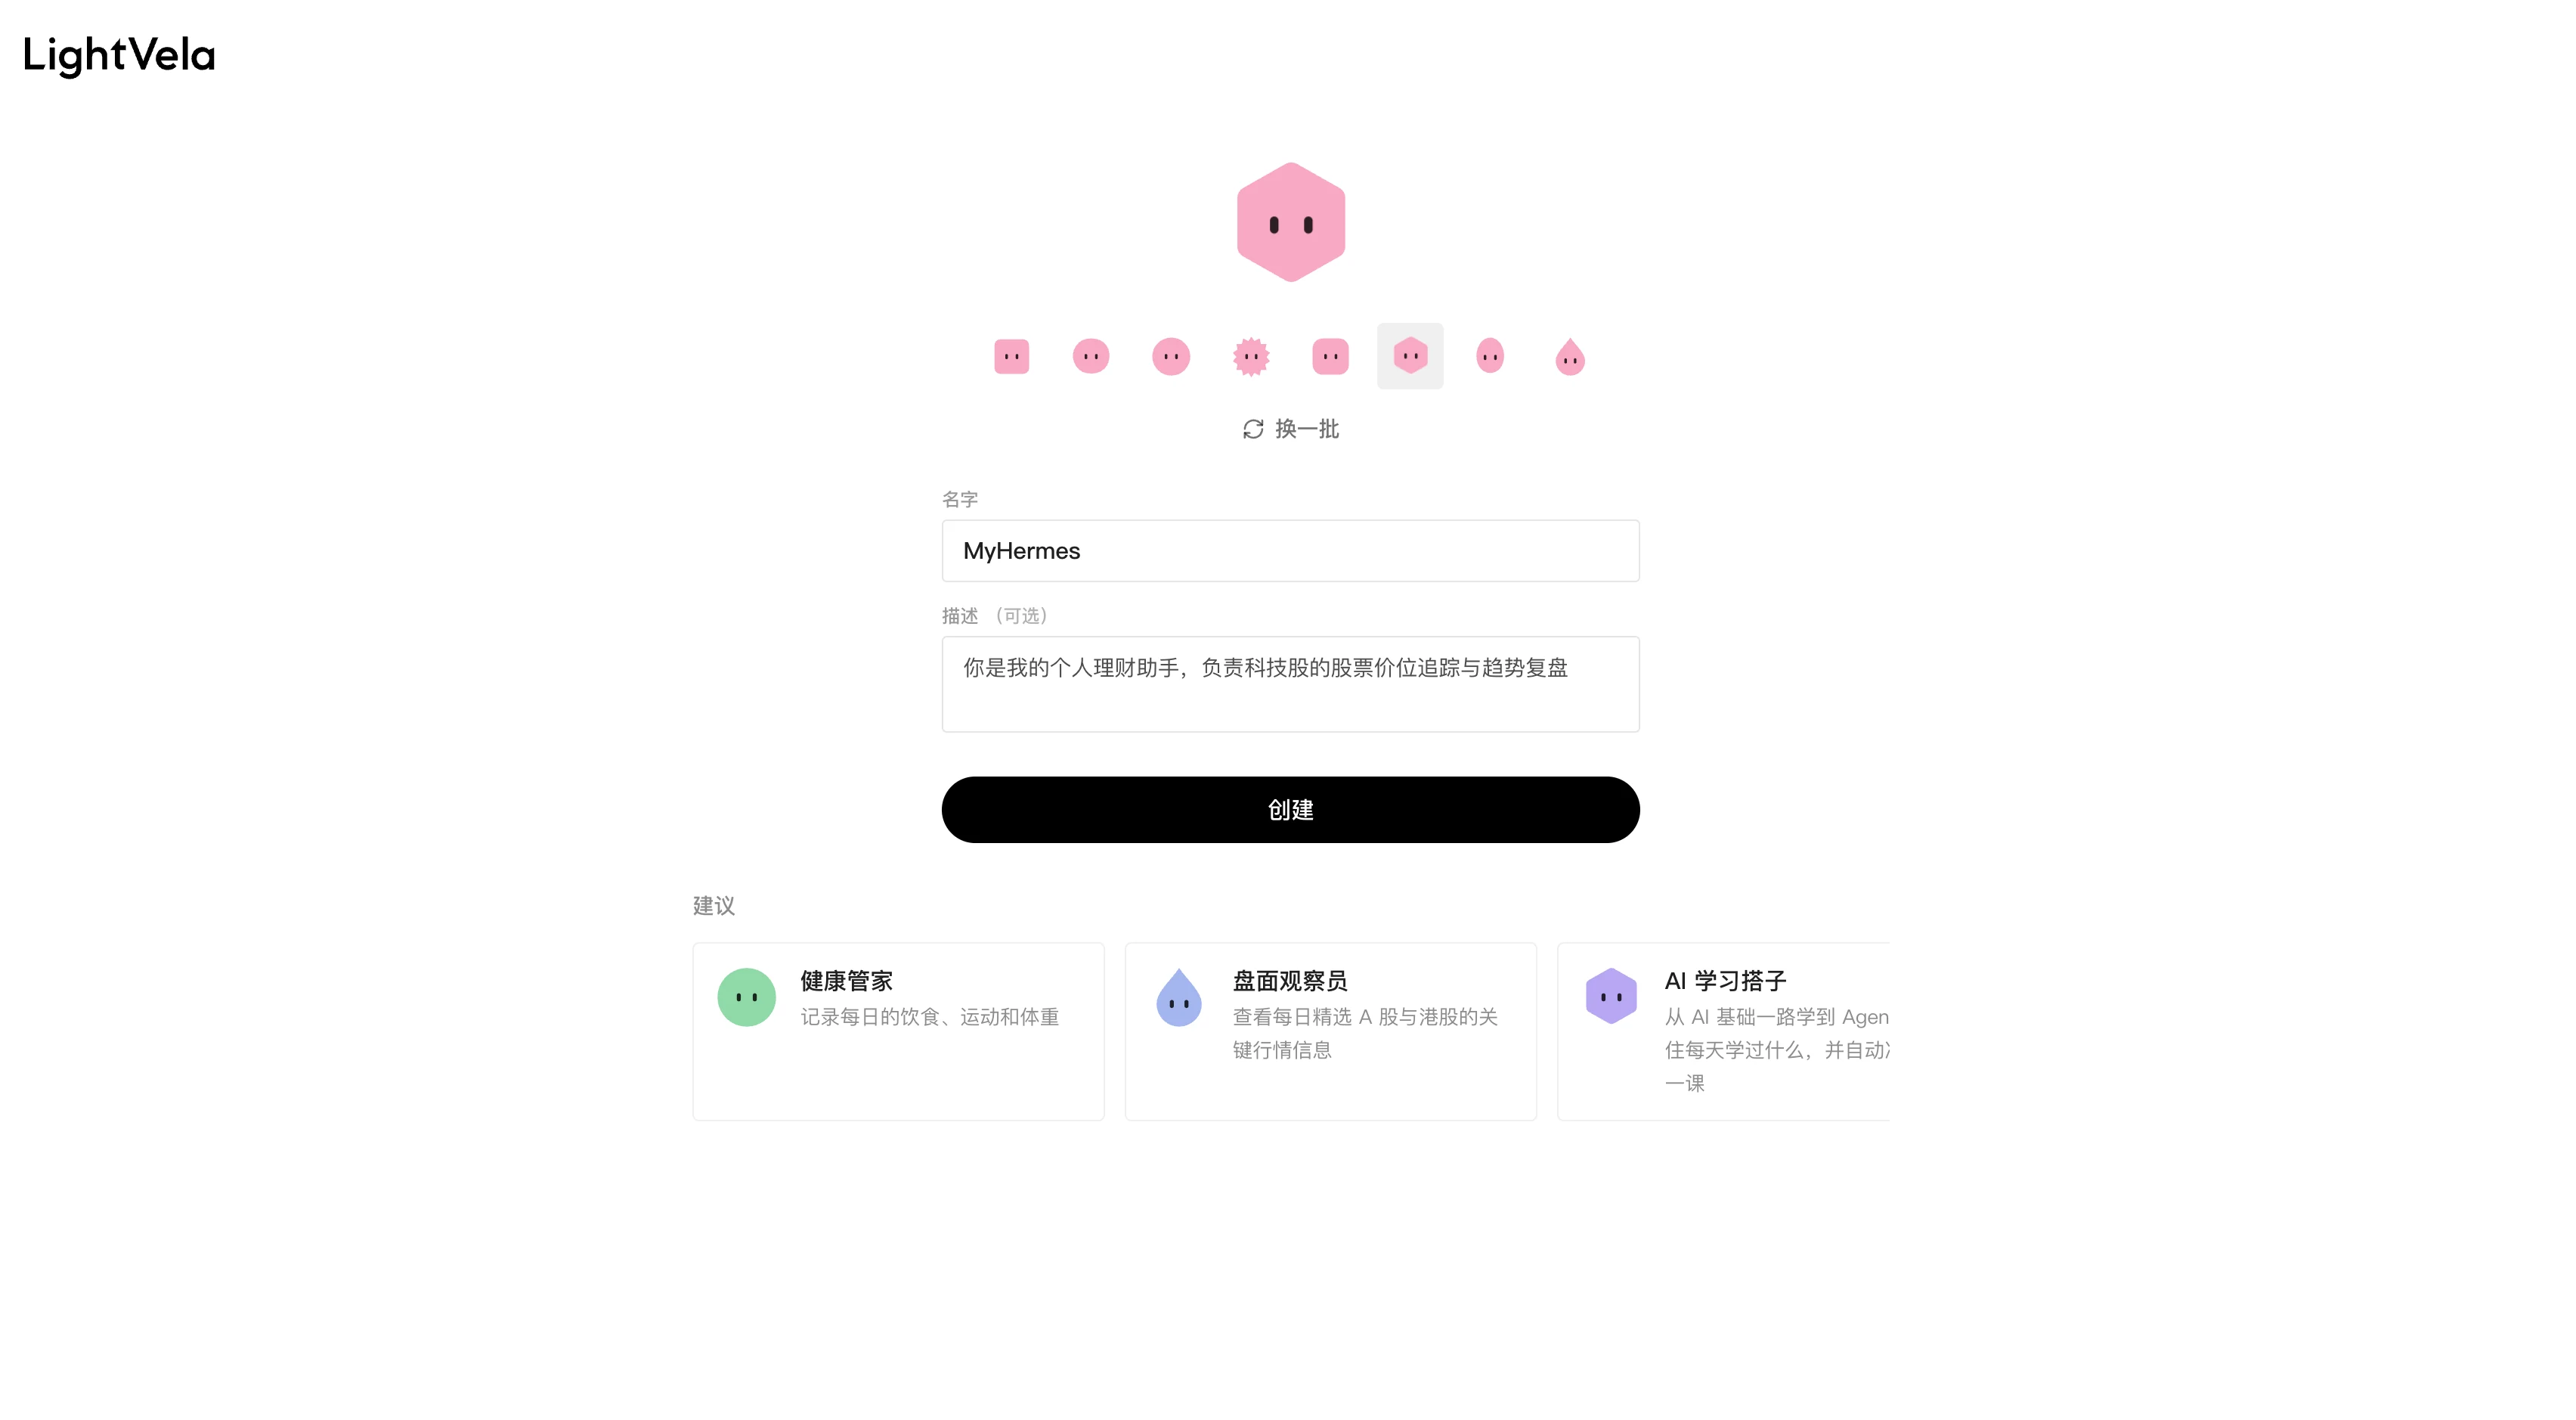 LightVela
换一批
名字
MyHermes
描述 （可选）
你是我的个人理财助手，负责科技股的股票价位追踪与趋势复盘
创建
建议
健康管家
记录每日的饮食、运动和体重
盘面观察员
查看每日精选 A 股与港股的关
键行情信息
AI 学习搭子
从 AI 基础一路学到 Agen
住每天学过什么，并自动
一课